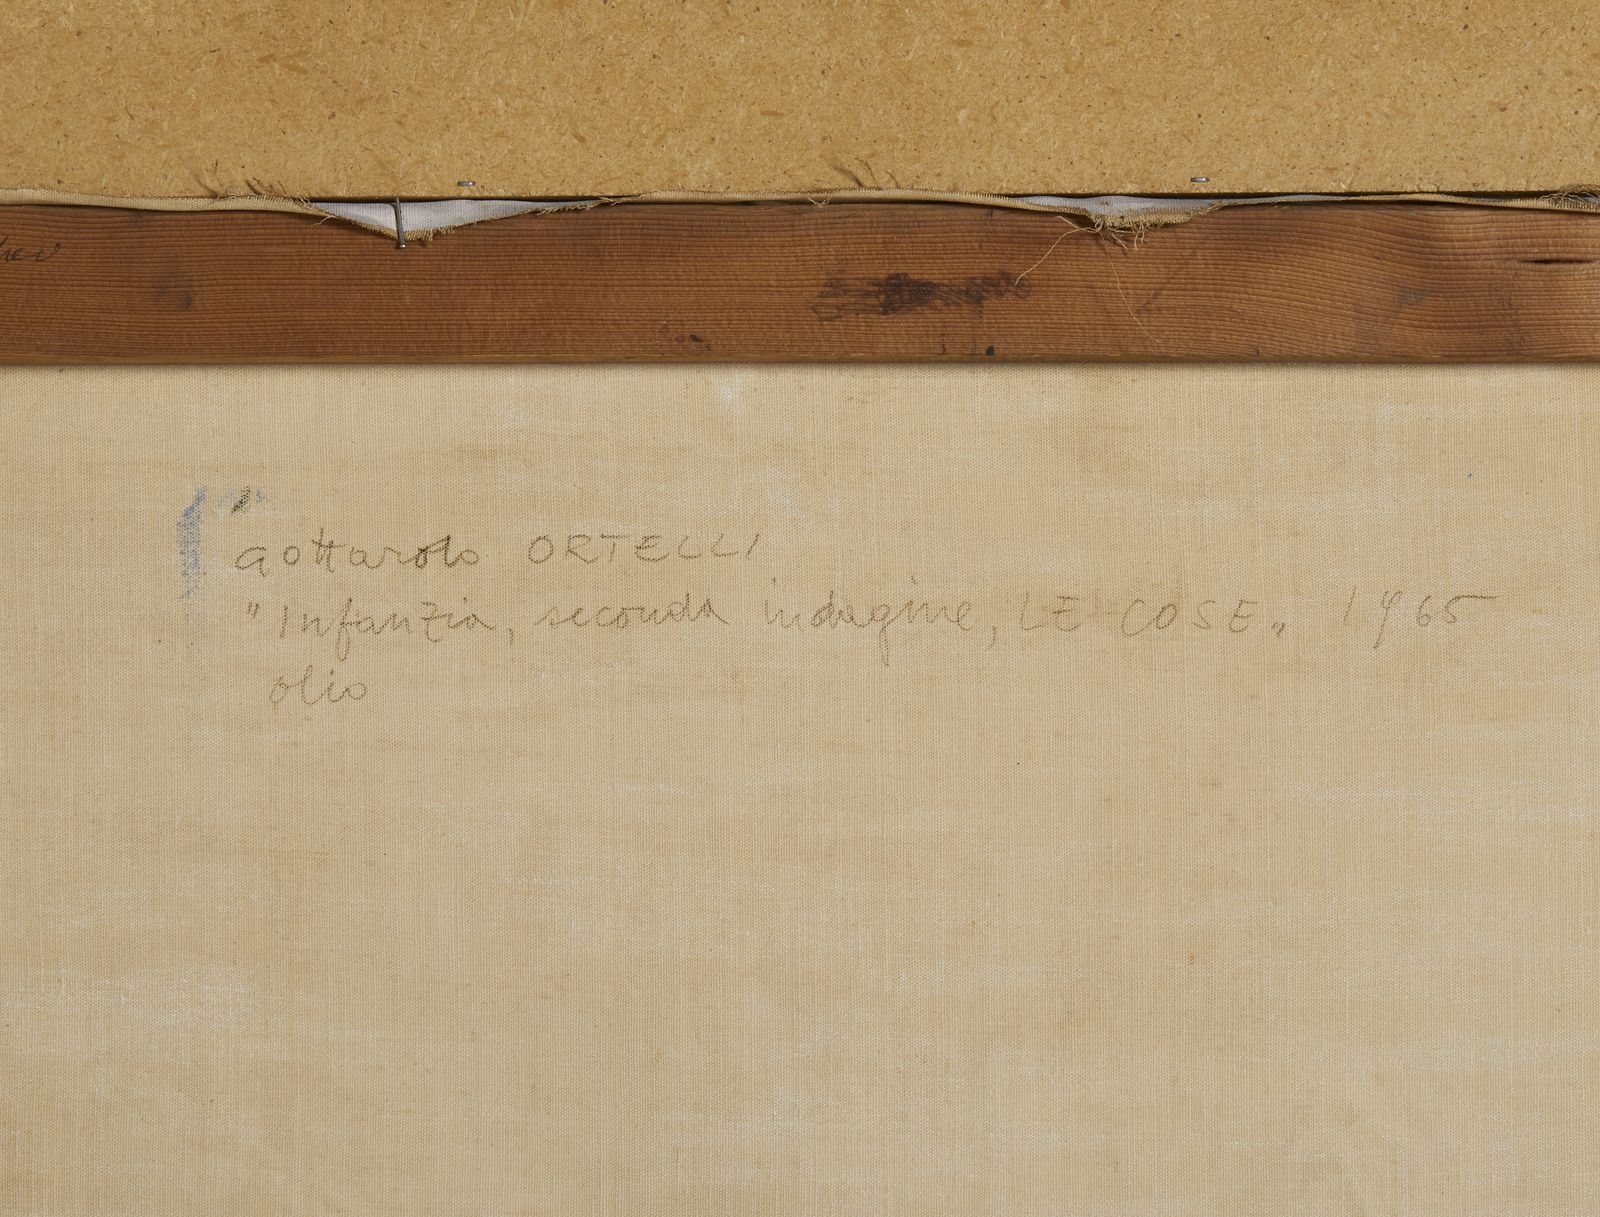 Gottardo ORTELLI
"Infanzia, seconda indagine, LE COSE" 1965
olio